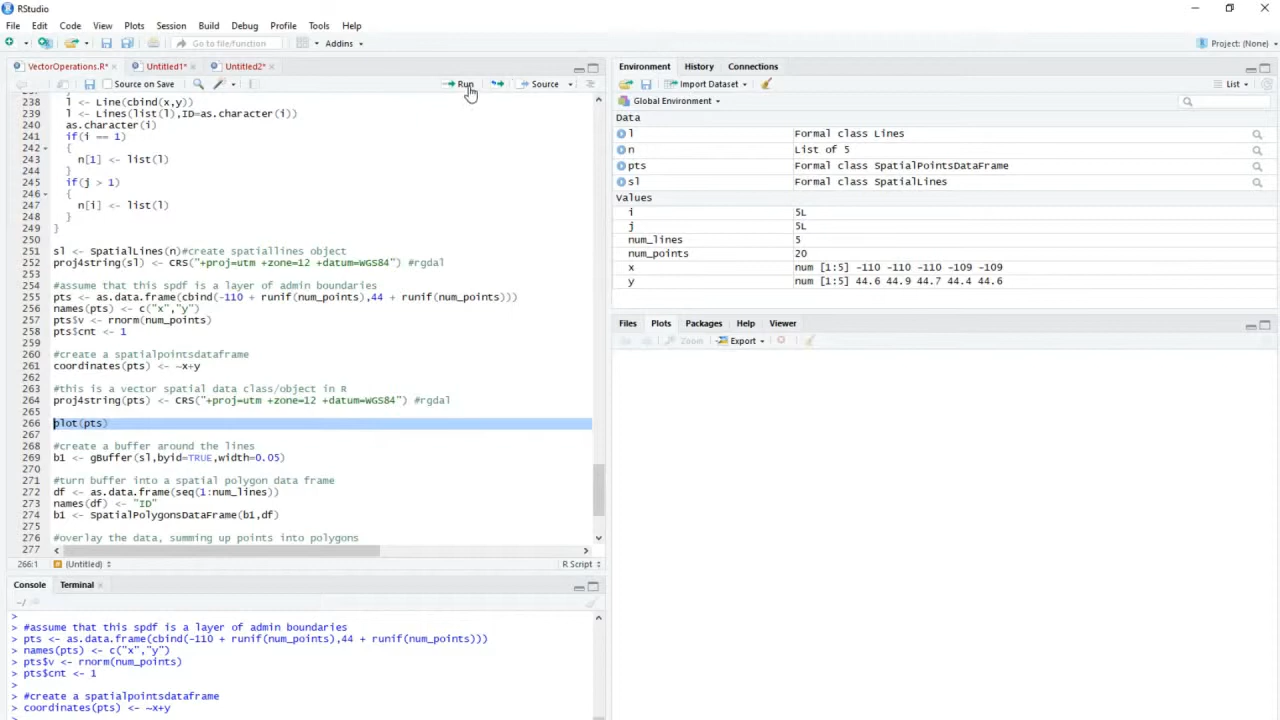 RStudio
File Edit Code View Plots Session Build Debug Profile Tools Help
Go to file/function Addins Project: (None)
VectorOperations.R* Untitled1* Untitled2*
Source on Save Run Source
238 l <- Line(cbind(x,y))
239 l <- Lines(list(l),ID=as.character(i))
240 as.character(i)
241 if(i == 1)
242 {
243 n[1] <- list(l)
244 }
245 if(j > 1)
246 {
247 n[i] <- list(l)
248 }
249 }
250
251 sl <- SpatialLines(n)#create spatiallines object
252 proj4string(sl) <- CRS("+proj=utm +zone=12 +datum=WGS84") #rgdal
253
254 #assume that this spdf is a layer of admin boundaries
255 pts <- as.data.frame(cbind(-110 + runif(num_points),44 + runif(num_points)))
256 names(pts) <- c("x","y")
257 pts$v <- rnorm(num_points)
258 pts$cnt <- 1
259
260 #create a spatialpointsdataframe
261 coordinates(pts) <- ~x+y
262
263 #this is a vector spatial data class/object in R
264 proj4string(pts) <- CRS("+proj=utm +zone=12 +datum=WGS84") #rgdal
265
266 plot(pts)
267
268 #create a buffer around the lines
269 b1 <- gBuffer(sl,byid=TRUE,width=0.05)
270
271 #turn buffer into a spatial polygon data frame
272 df <- as.data.frame(seq(1:num_lines))
273 names(df) <- "ID"
274 b1 <- SpatialPolygonsDataFrame(b1,df)
275
276 #overlay the data, summing up points into polygons
277
266:1 (Untitled) R Script
Console Terminal
~/
>
> #assume that this spdf is a layer of admin boundaries
> pts <- as.data.frame(cbind(-110 + runif(num_points),44 + runif(num_points)))
> names(pts) <- c("x","y")
> pts$v <- rnorm(num_points)
> pts$cnt <- 1
>
> #create a spatialpointsdataframe
> coordinates(pts) <- ~x+y
Environment History Connections
Import Dataset List
Global Environment
Data
l Formal class Lines
n List of 5
pts Formal class SpatialPointsDataFrame
sl Formal class SpatialLines
Values
i 5L
j 5L
num_lines 5
num_points 20
x num [1:5] -110 -110 -110 -109 -109
y num [1:5] 44.6 44.9 44.7 44.4 44.6
Files Plots Packages Help Viewer
Zoom Export